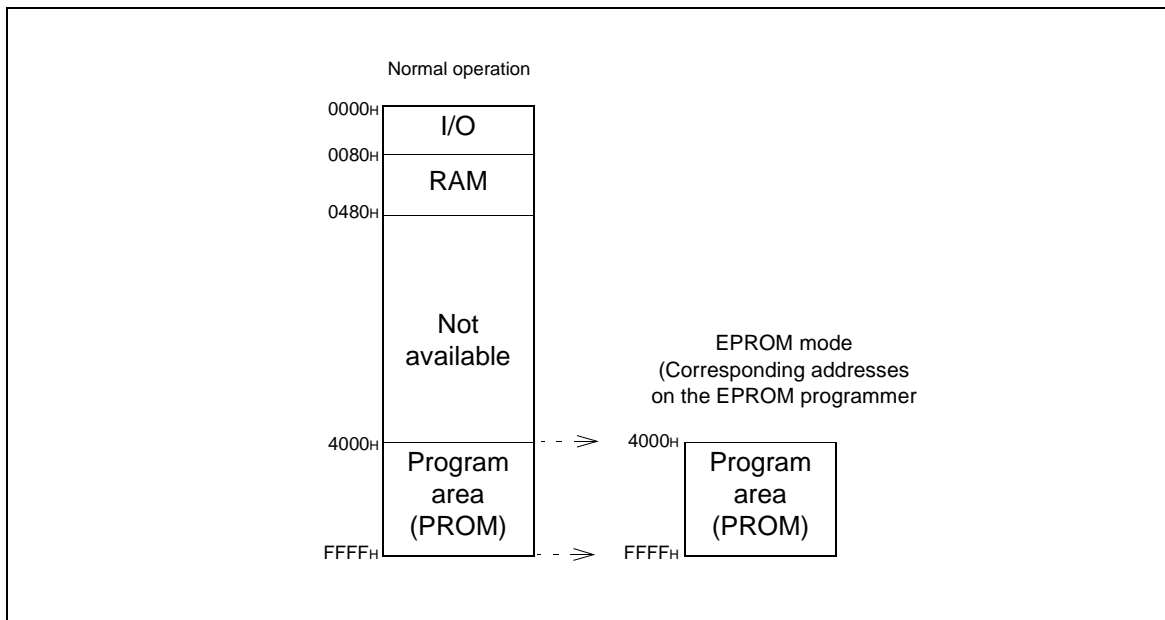 Normal operation
0000H
I/O
0080H
RAM
0480H
Not
available
EPROM mode
(Corresponding addresses
on the EPROM programmer
4000H
4000H
Program
area
(PROM)
Program
area
(PROM)
FFFFH
FFFFH